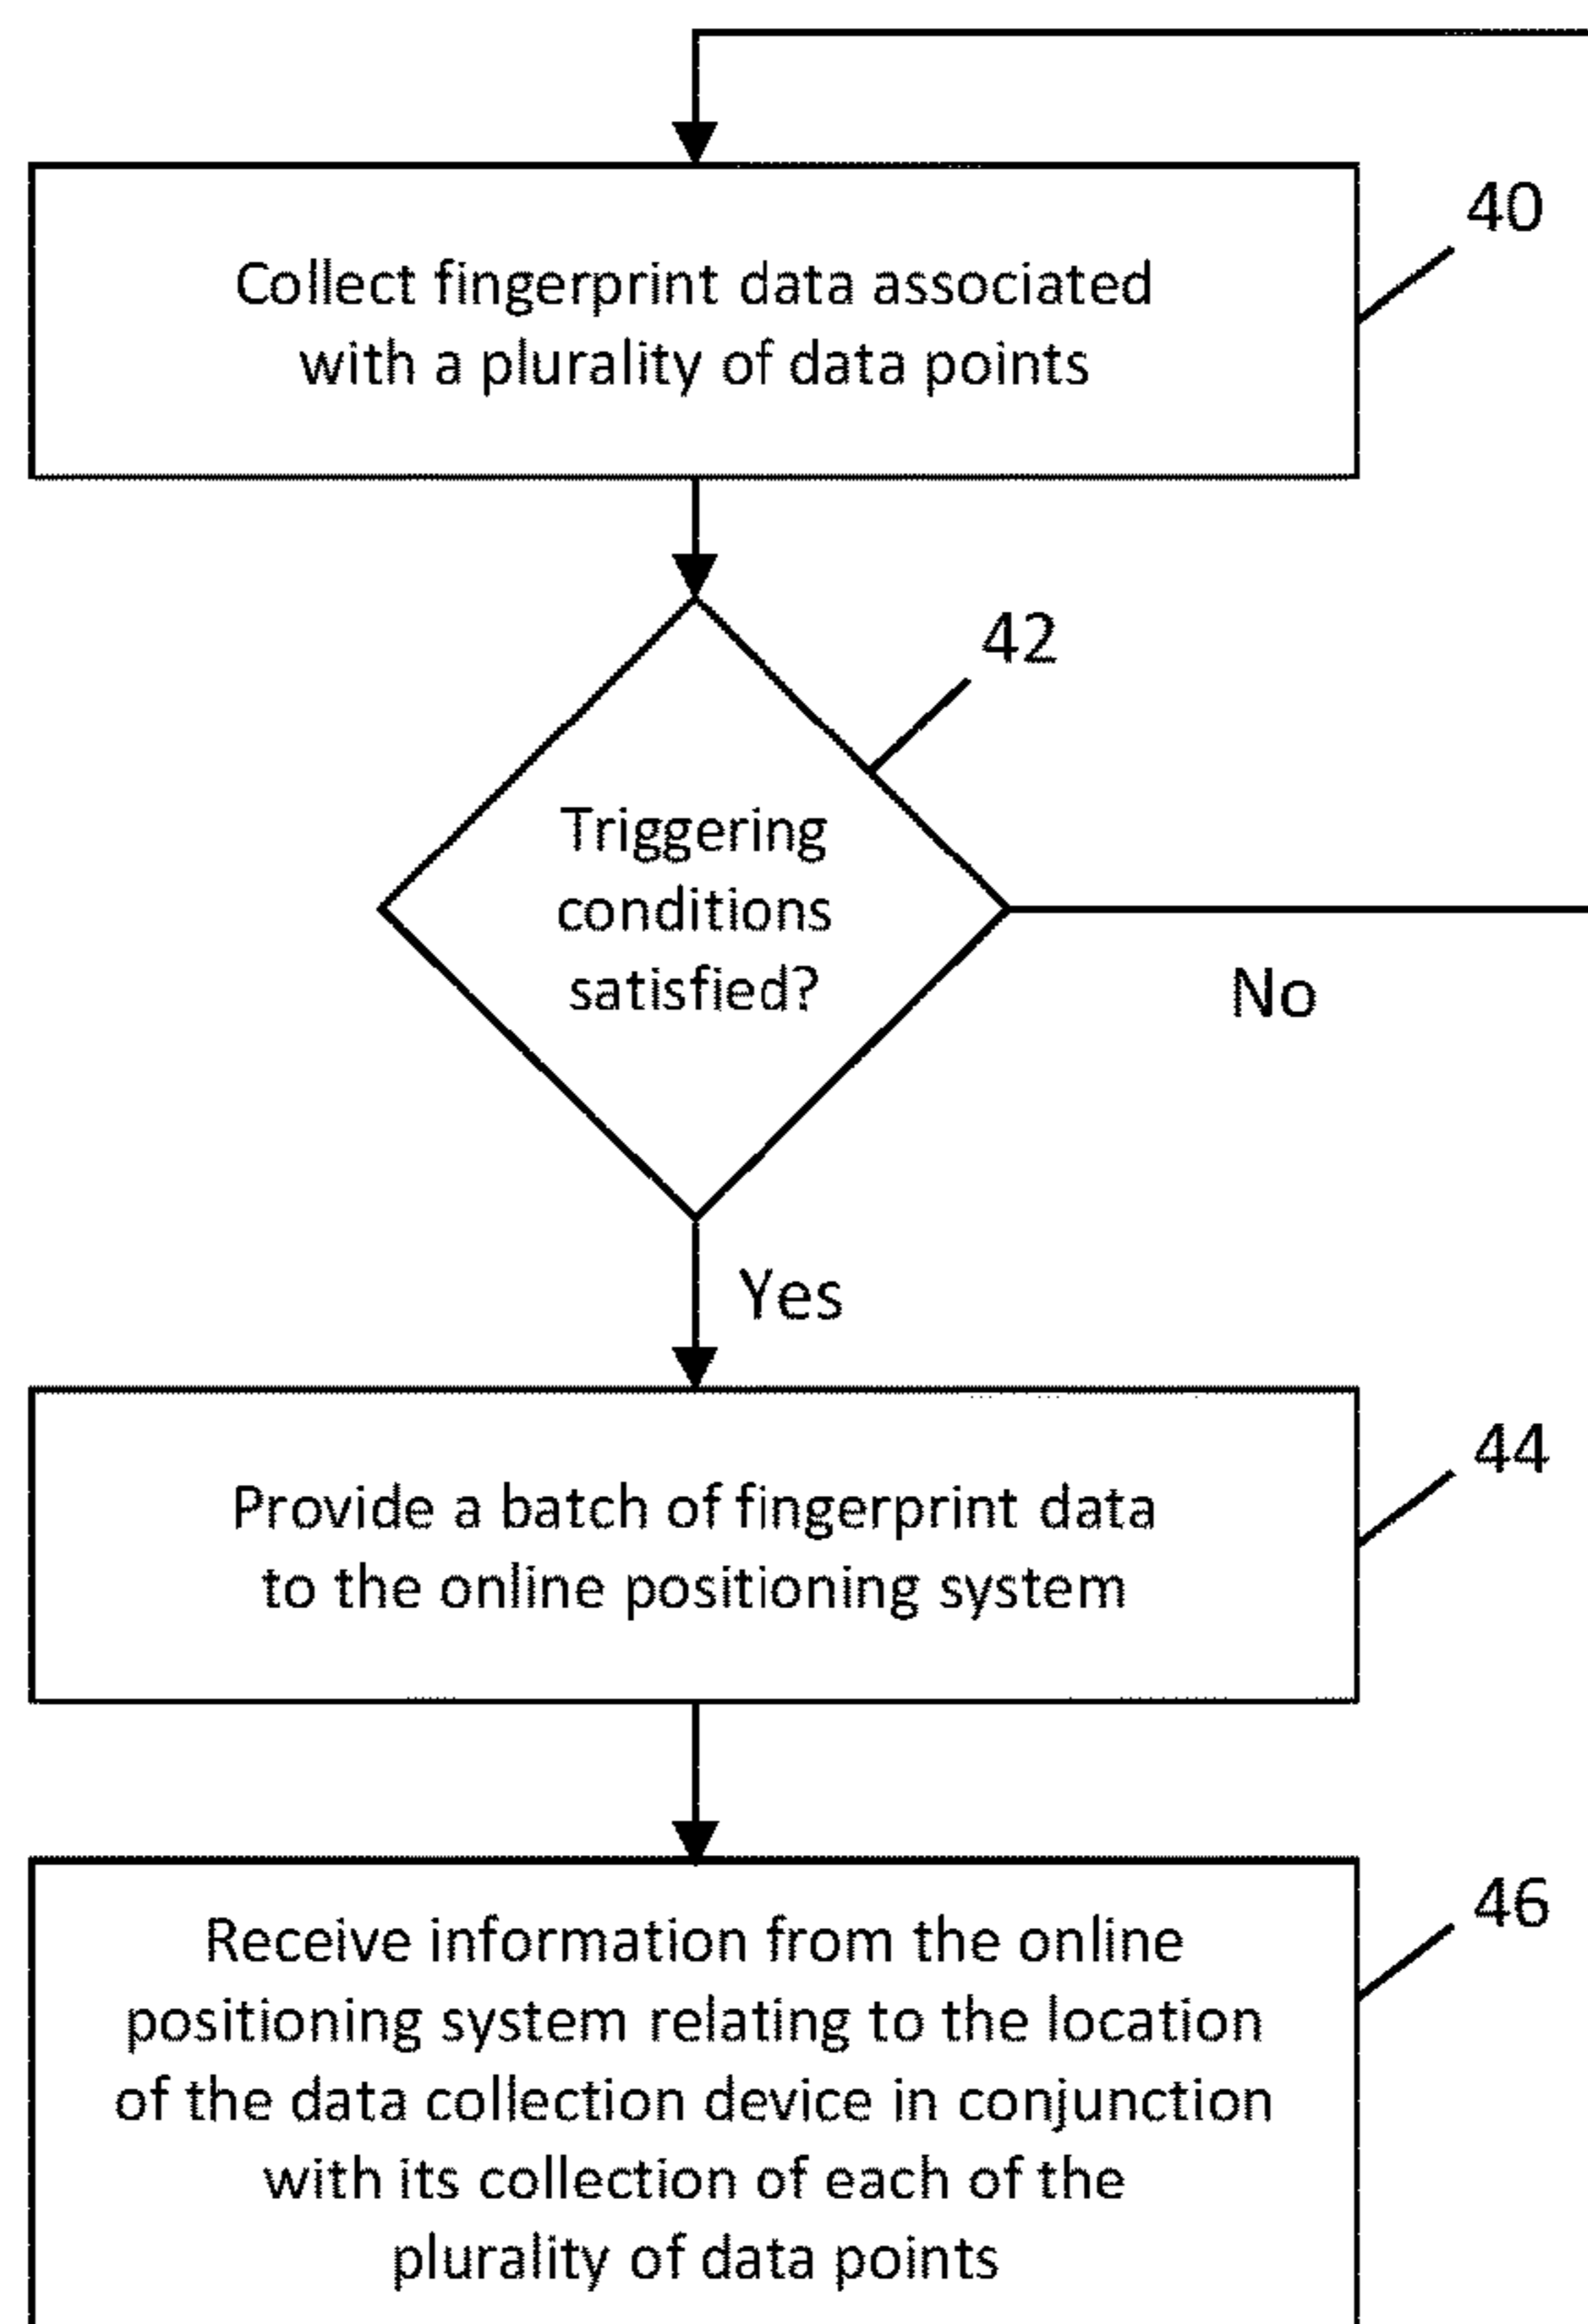 40
Collect fingerprint data associated
with a plurality of data points
42
Triggering
conditions
satisfied?
No
Yes
44
Provide a batch of fingerprint data
to the online positioning system
46
Receive information from the online
positioning system relating to the location
of the data collection device in conjunction
with its collection of each of the
plurality of data points